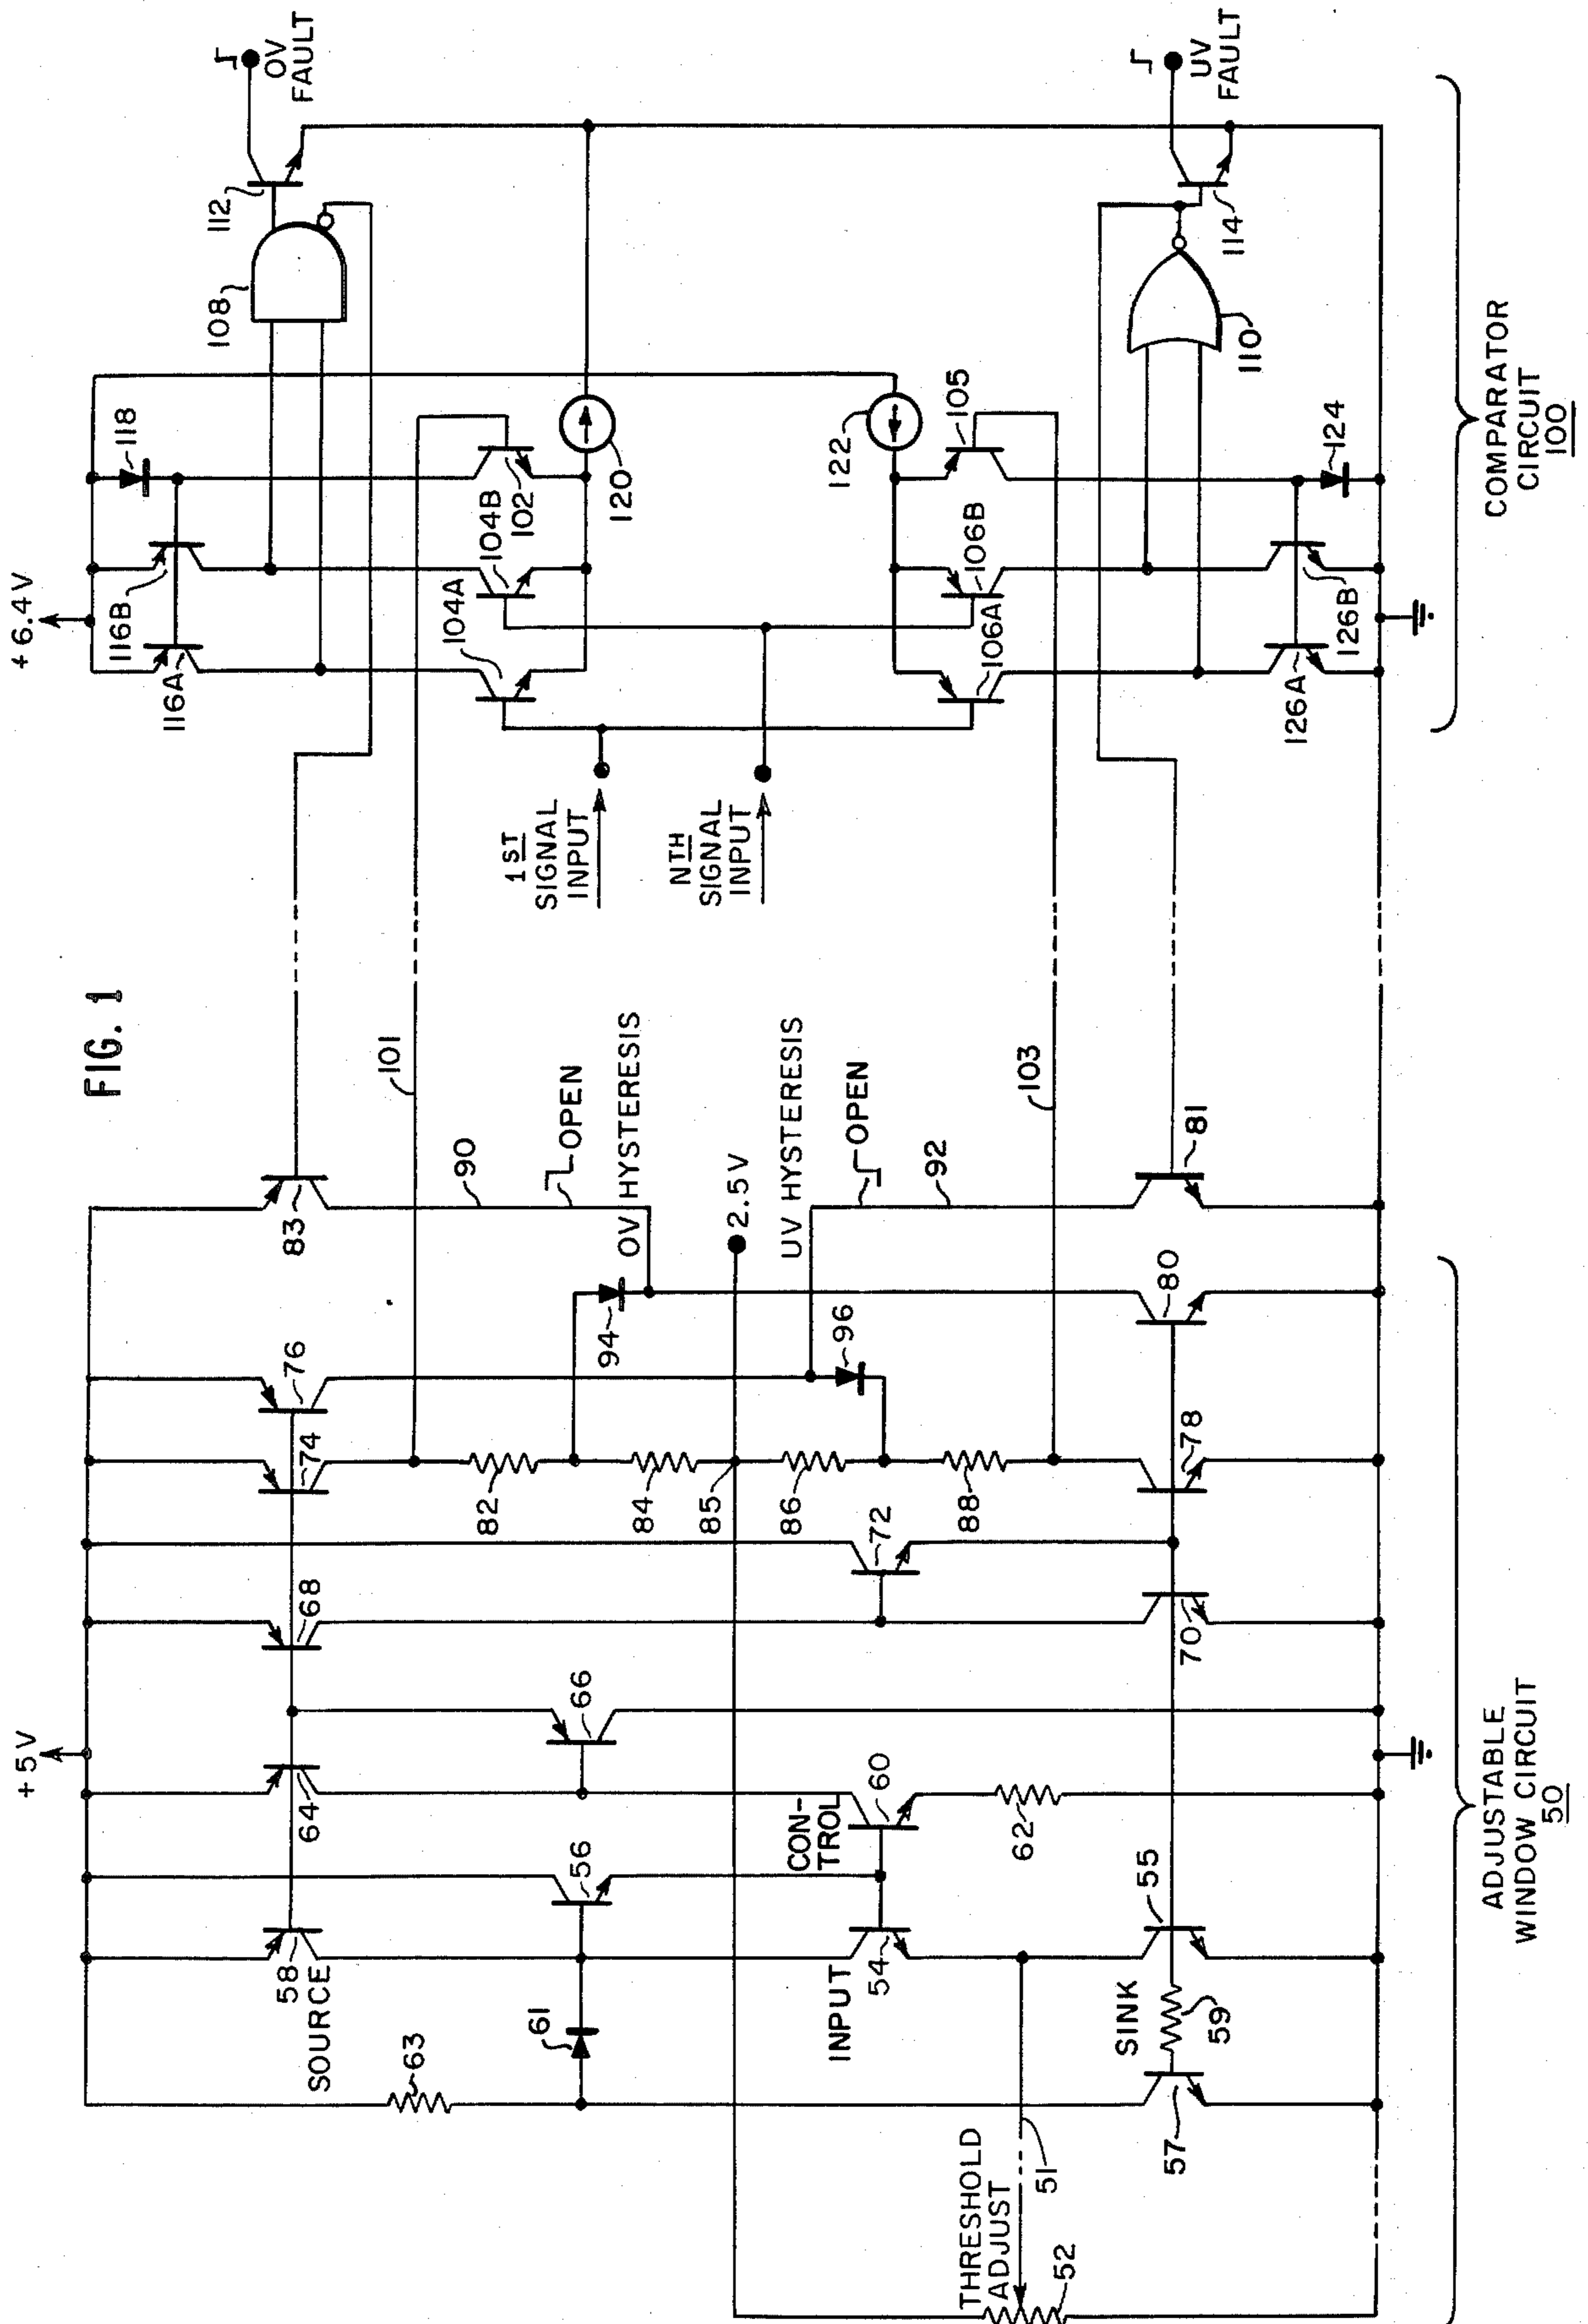 FIG. 1
+5V
+6.4V
58
SOURCE
64
68
74
76
83
63
61
56
66
82
84
85
86
88
72
94
96
90
OPEN
OV HYSTERESIS
2.5V
UV HYSTERESIS
OPEN
92
101
103
INPUT
54
CON-
TROL
60
62
THRESHOLD
ADJUST
51
52
SINK
55
57
59
70
78
80
81
ADJUSTABLE
WINDOW CIRCUIT
50
1ST
SIGNAL
INPUT
NTH
SIGNAL
INPUT
116A
116B
118
108
112
OV
FAULT
104A
104B
102
120
122
105
106A
106B
110
114
UV
FAULT
126A
126B
124
COMPARATOR
CIRCUIT
100